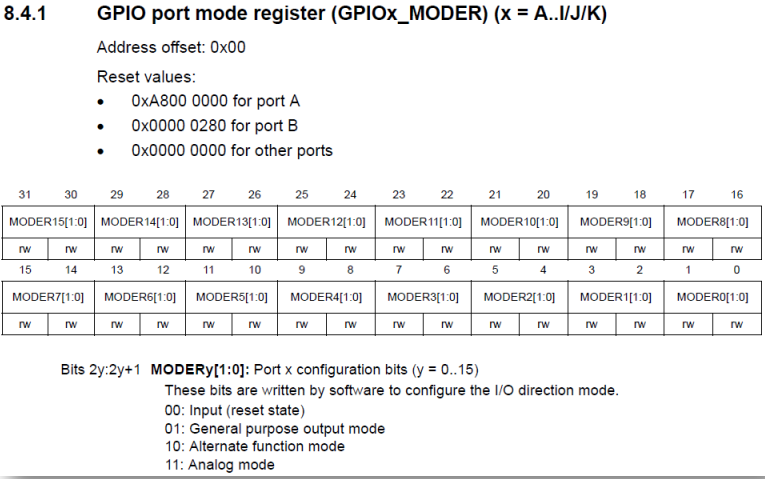 8.4.1 GPIO port mode register (GPIOx_MODER) (x = A..I/J/K)
Address offset: 0x00
Reset values:
• 0xA800 0000 for port A
• 0x0000 0280 for port B
• 0x0000 0000 for other ports
31 30 29 28 27 26 25 24 23 22 21 20 19 18 17 16
MODER15[1:0] MODER14[1:0] MODER13[1:0] MODER12[1:0] MODER11[1:0] MODER10[1:0] MODER9[1:0] MODER8[1:0]
rw rw rw rw rw rw rw rw rw rw rw rw rw rw rw rw
15 14 13 12 11 10 9 8 7 6 5 4 3 2 1 0
MODER7[1:0] MODER6[1:0] MODER5[1:0] MODER4[1:0] MODER3[1:0] MODER2[1:0] MODER1[1:0] MODER0[1:0]
rw rw rw rw rw rw rw rw rw rw rw rw rw rw rw rw
Bits 2y:2y+1 MODERy[1:0]: Port x configuration bits (y = 0..15)
These bits are written by software to configure the I/O direction mode.
00: Input (reset state)
01: General purpose output mode
10: Alternate function mode
11: Analog mode